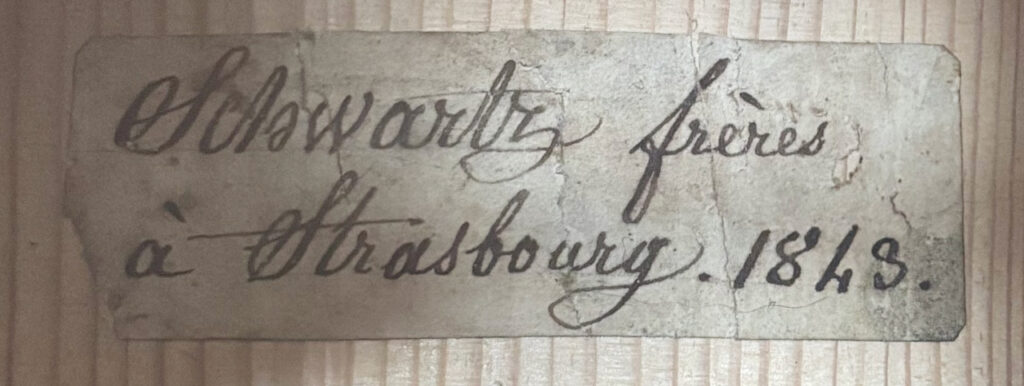 Schwartz frères
à Strasbourg. 1843.